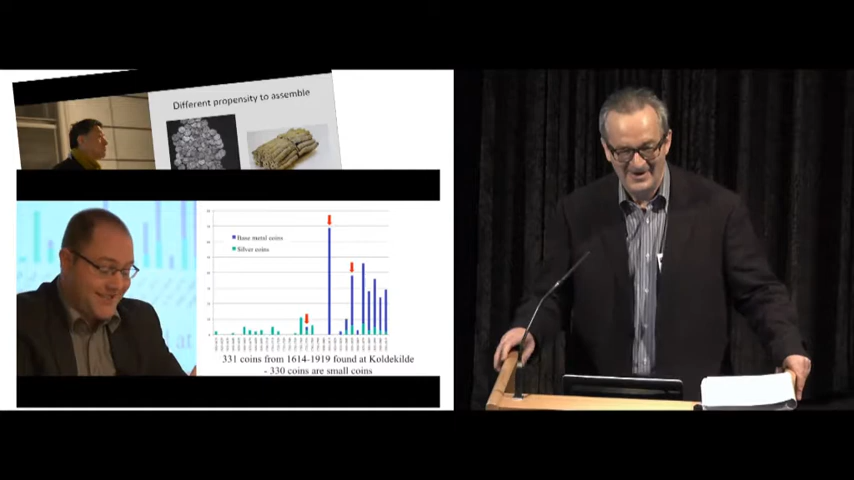 Different propensity to assemble
Base metal coins
Silver coins
331 coins from 1614-1919 found at Koldekilde
- 330 coins are small coins